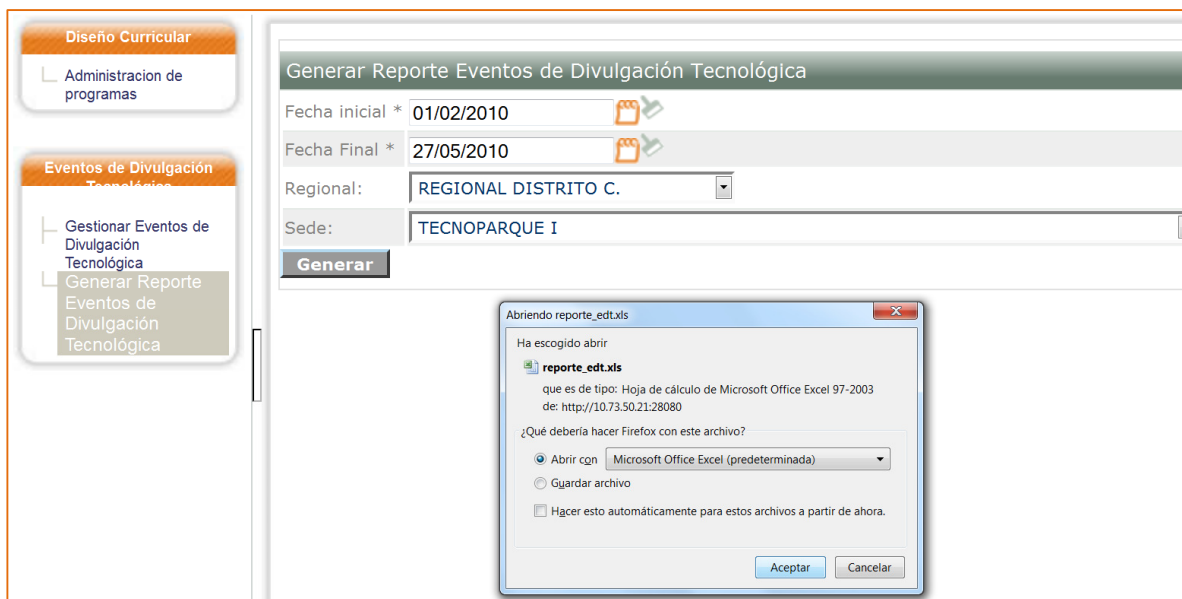 Diseño Curricular
Administracion de
programas
Eventos de Divulgación
Tecnológica
Gestionar Eventos de
Divulgación
Tecnológica
Generar Reporte
Eventos de
Divulgación
Tecnológica
Generar Reporte Eventos de Divulgación Tecnológica
Fecha inicial * 01/02/2010
Fecha Final * 27/05/2010
Regional: REGIONAL DISTRITO C.
Sede: TECNOPARQUE I
Generar
Abriendo reporte_edt.xls
Ha escogido abrir
reporte_edt.xls
que es de tipo: Hoja de cálculo de Microsoft Office Excel 97-2003
de: http://10.73.50.21:28080
¿Qué debería hacer Firefox con este archivo?
Abrir con Microsoft Office Excel (predeterminada)
Guardar archivo
Hacer esto automáticamente para estos archivos a partir de ahora.
Aceptar Cancelar